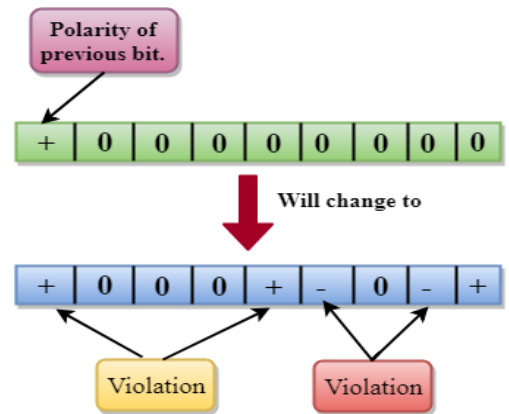 Polarity of
previous bit.
+ 0 0 0 0 0 0 0 0
Will change to
+ 0 0 0 + - 0 - +
Violation Violation